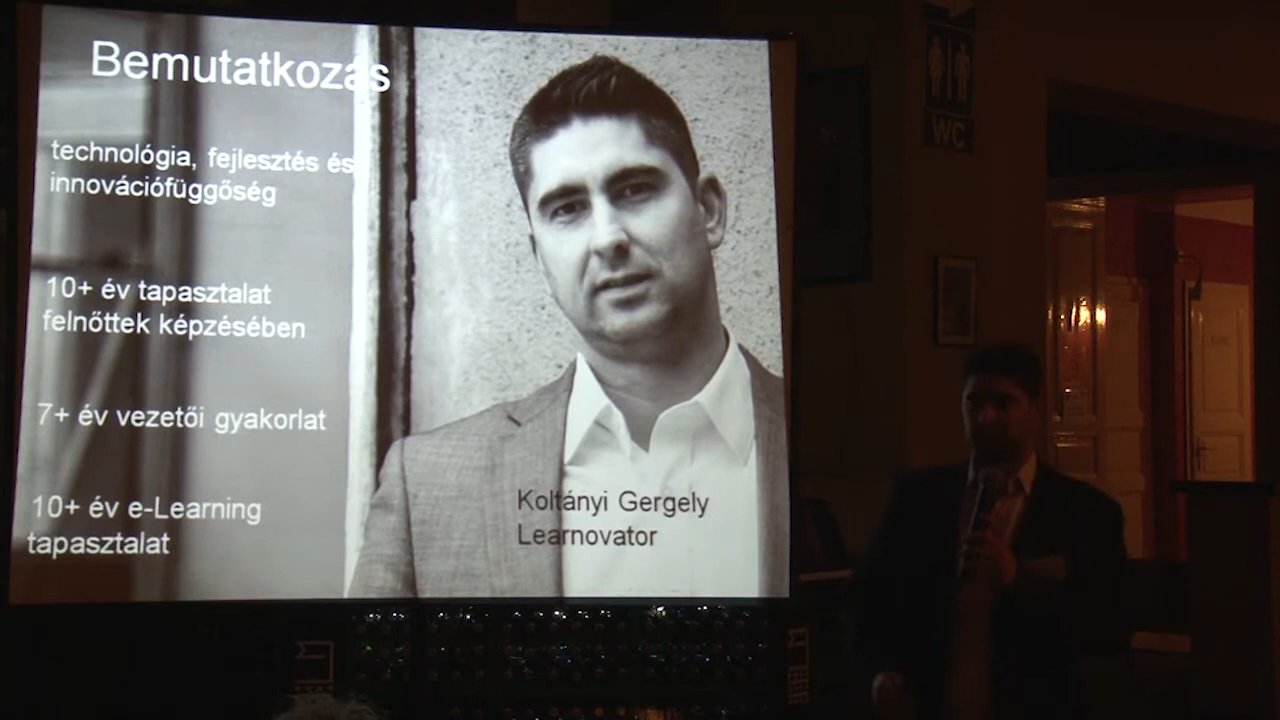 Bemutatkozás
technológia, fejlesztés és
innovációfüggőség
10+ év tapasztalat
felnőttek képzésében
7+ év vezetői gyakorlat
10+ év e-Learning
tapasztalat
Koltányi Gergely
Learnovator
WC